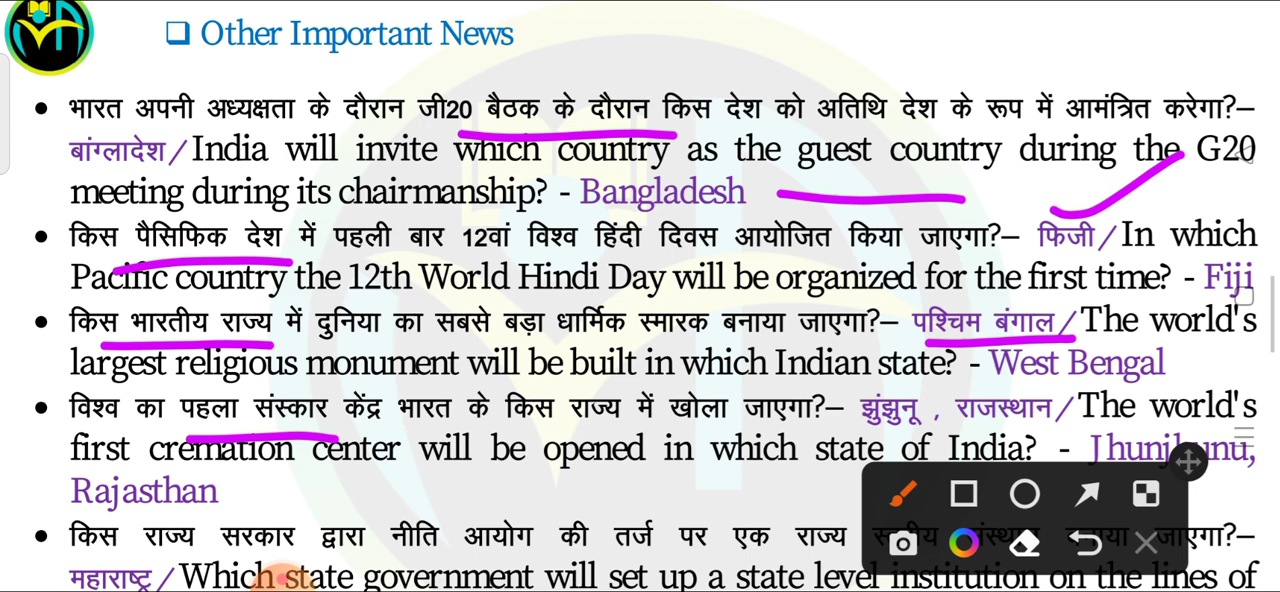 ❑ Other Important News
• भारत अपनी अध्यक्षता के दौरान जी20 बैठक के दौरान किस देश को अतिथि देश के रूप में आमंत्रित करेगा?–
बांग्लादेश/India will invite which country as the guest country during the G20
meeting during its chairmanship? - Bangladesh
• किस पैसिफिक देश में पहली बार 12वां विश्व हिंदी दिवस आयोजित किया जाएगा?– फिजी/In which
Pacific country the 12th World Hindi Day will be organized for the first time? - Fiji
• किस भारतीय राज्य में दुनिया का सबसे बड़ा धार्मिक स्मारक बनाया जाएगा?– पश्चिम बंगाल/The world's
largest religious monument will be built in which Indian state? - West Bengal
• विश्व का पहला संस्कार केंद्र भारत के किस राज्य में खोला जाएगा?– झुंझुनू , राजस्थान/The world's
first cremation center will be opened in which state of India? - Jhunjhunu,
Rajasthan
• किस राज्य सरकार द्वारा नीति आयोग की तर्ज पर एक राज्य जाएगा?–
महाराष्ट्र/Which state government will set up a state level institution on the lines of